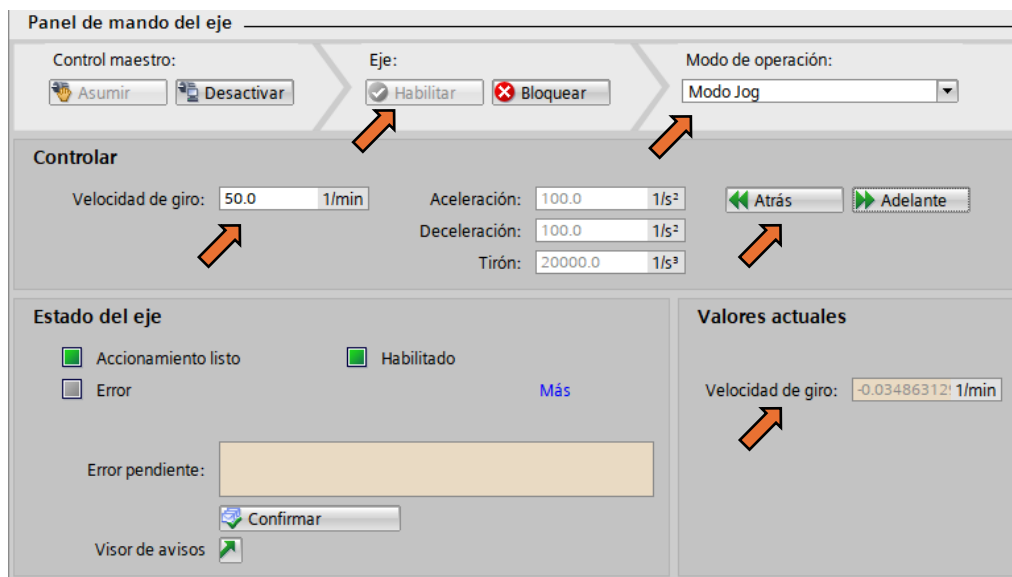 Panel de mando del eje
Control maestro: Eje: Modo de operación:
Asumir Desactivar Habilitar Bloquear Modo Jog
Controlar
Velocidad de giro: 50.0 1/min Aceleración: 100.0 1/s² Atrás Adelante
Deceleración: 100.0 1/s²
Tirón: 20000.0 1/s³
Estado del eje Valores actuales
Accionamiento listo Habilitado
Error Más Velocidad de giro: -0.03486312 1/min
Error pendiente:
Confirmar
Visor de avisos